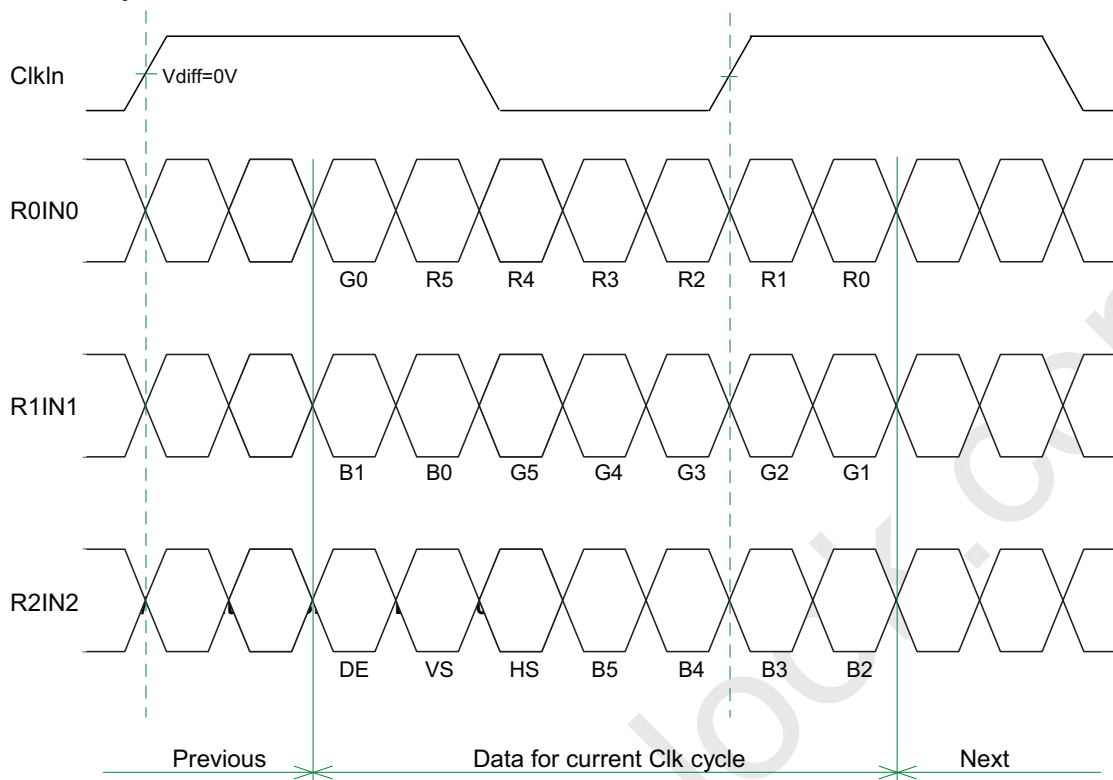 ClkIn
Vdiff=0V
R0IN0
G0 R5 R4 R3 R2 R1 R0
R1IN1
B1 B0 G5 G4 G3 G2 G1
R2IN2
DE VS HS B5 B4 B3 B2
Previous Data for current Clk cycle Next